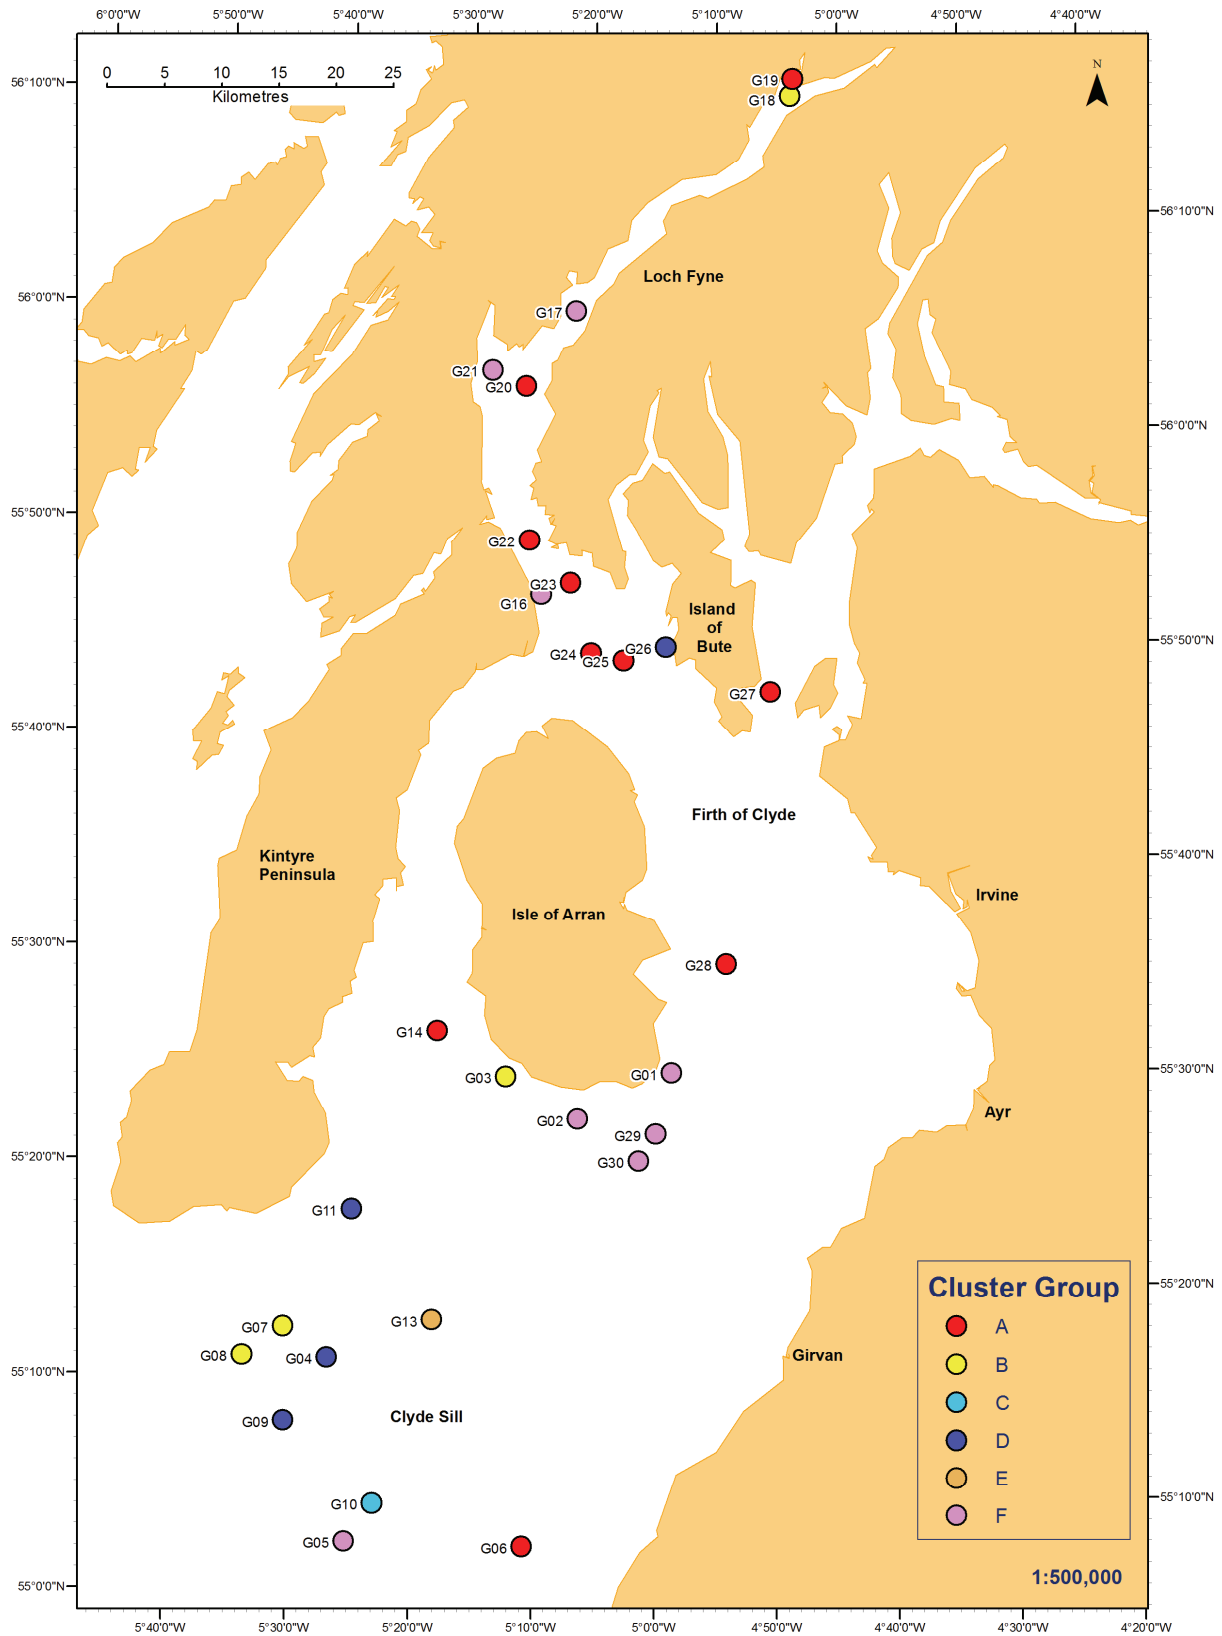 6°0'0"W 5°50'0"W 5°40'0"W 5°30'0"W 5°20'0"W 5°10'0"W 5°0'0"W 4°50'0"W 4°40'0"W
0 5 10 15 20 25
Kilometres
N
56°10'0"N
G19
G18
56°10'0"N
Loch Fyne
56°0'0"N
G17
G21
G20
56°0'0"N
55°50'0"N
G22
G23
G16
Island
of
Bute
55°50'0"N
G24
G25
G26
G27
55°40'0"N
Firth of Clyde
55°40'0"N
Kintyre
Peninsula
Irvine
Isle of Arran
55°30'0"N
G28
G14
55°30'0"N
G03
G01
Ayr
G02
G29
55°20'0"N
G30
G11
55°20'0"N
Cluster Group
A
B
C
D
E
F
G13
G07
G08
G04
Girvan
55°10'0"N
G09
Clyde Sill
55°10'0"N
G10
G05
G06
1:500,000
55°0'0"N
5°40'0"W 5°30'0"W 5°20'0"W 5°10'0"W 5°0'0"W 4°50'0"W 4°40'0"W 4°30'0"W 4°20'0"W